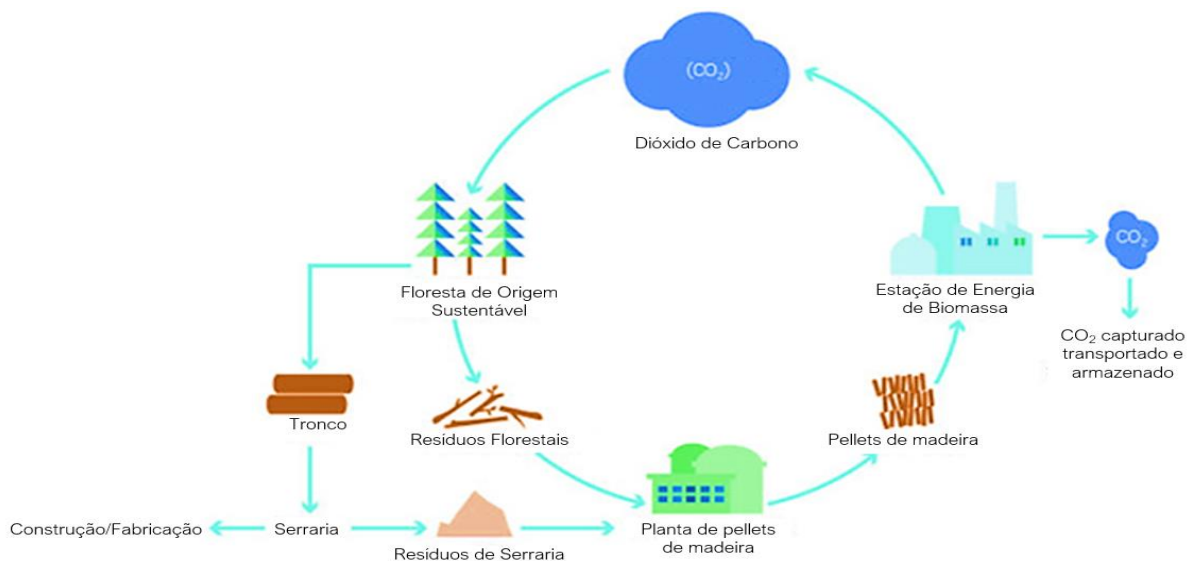 (CO₂)
Dióxido de Carbono
CO₂
Floresta de Origem
Sustentável
Estação de Energia
de Biomassa
CO₂ capturado
transportado e
armazenado
Tronco
Resíduos Florestais
Pellets de madeira
Construção/Fabricação
Serraria
Resíduos de Serraria
Planta de pellets
de madeira